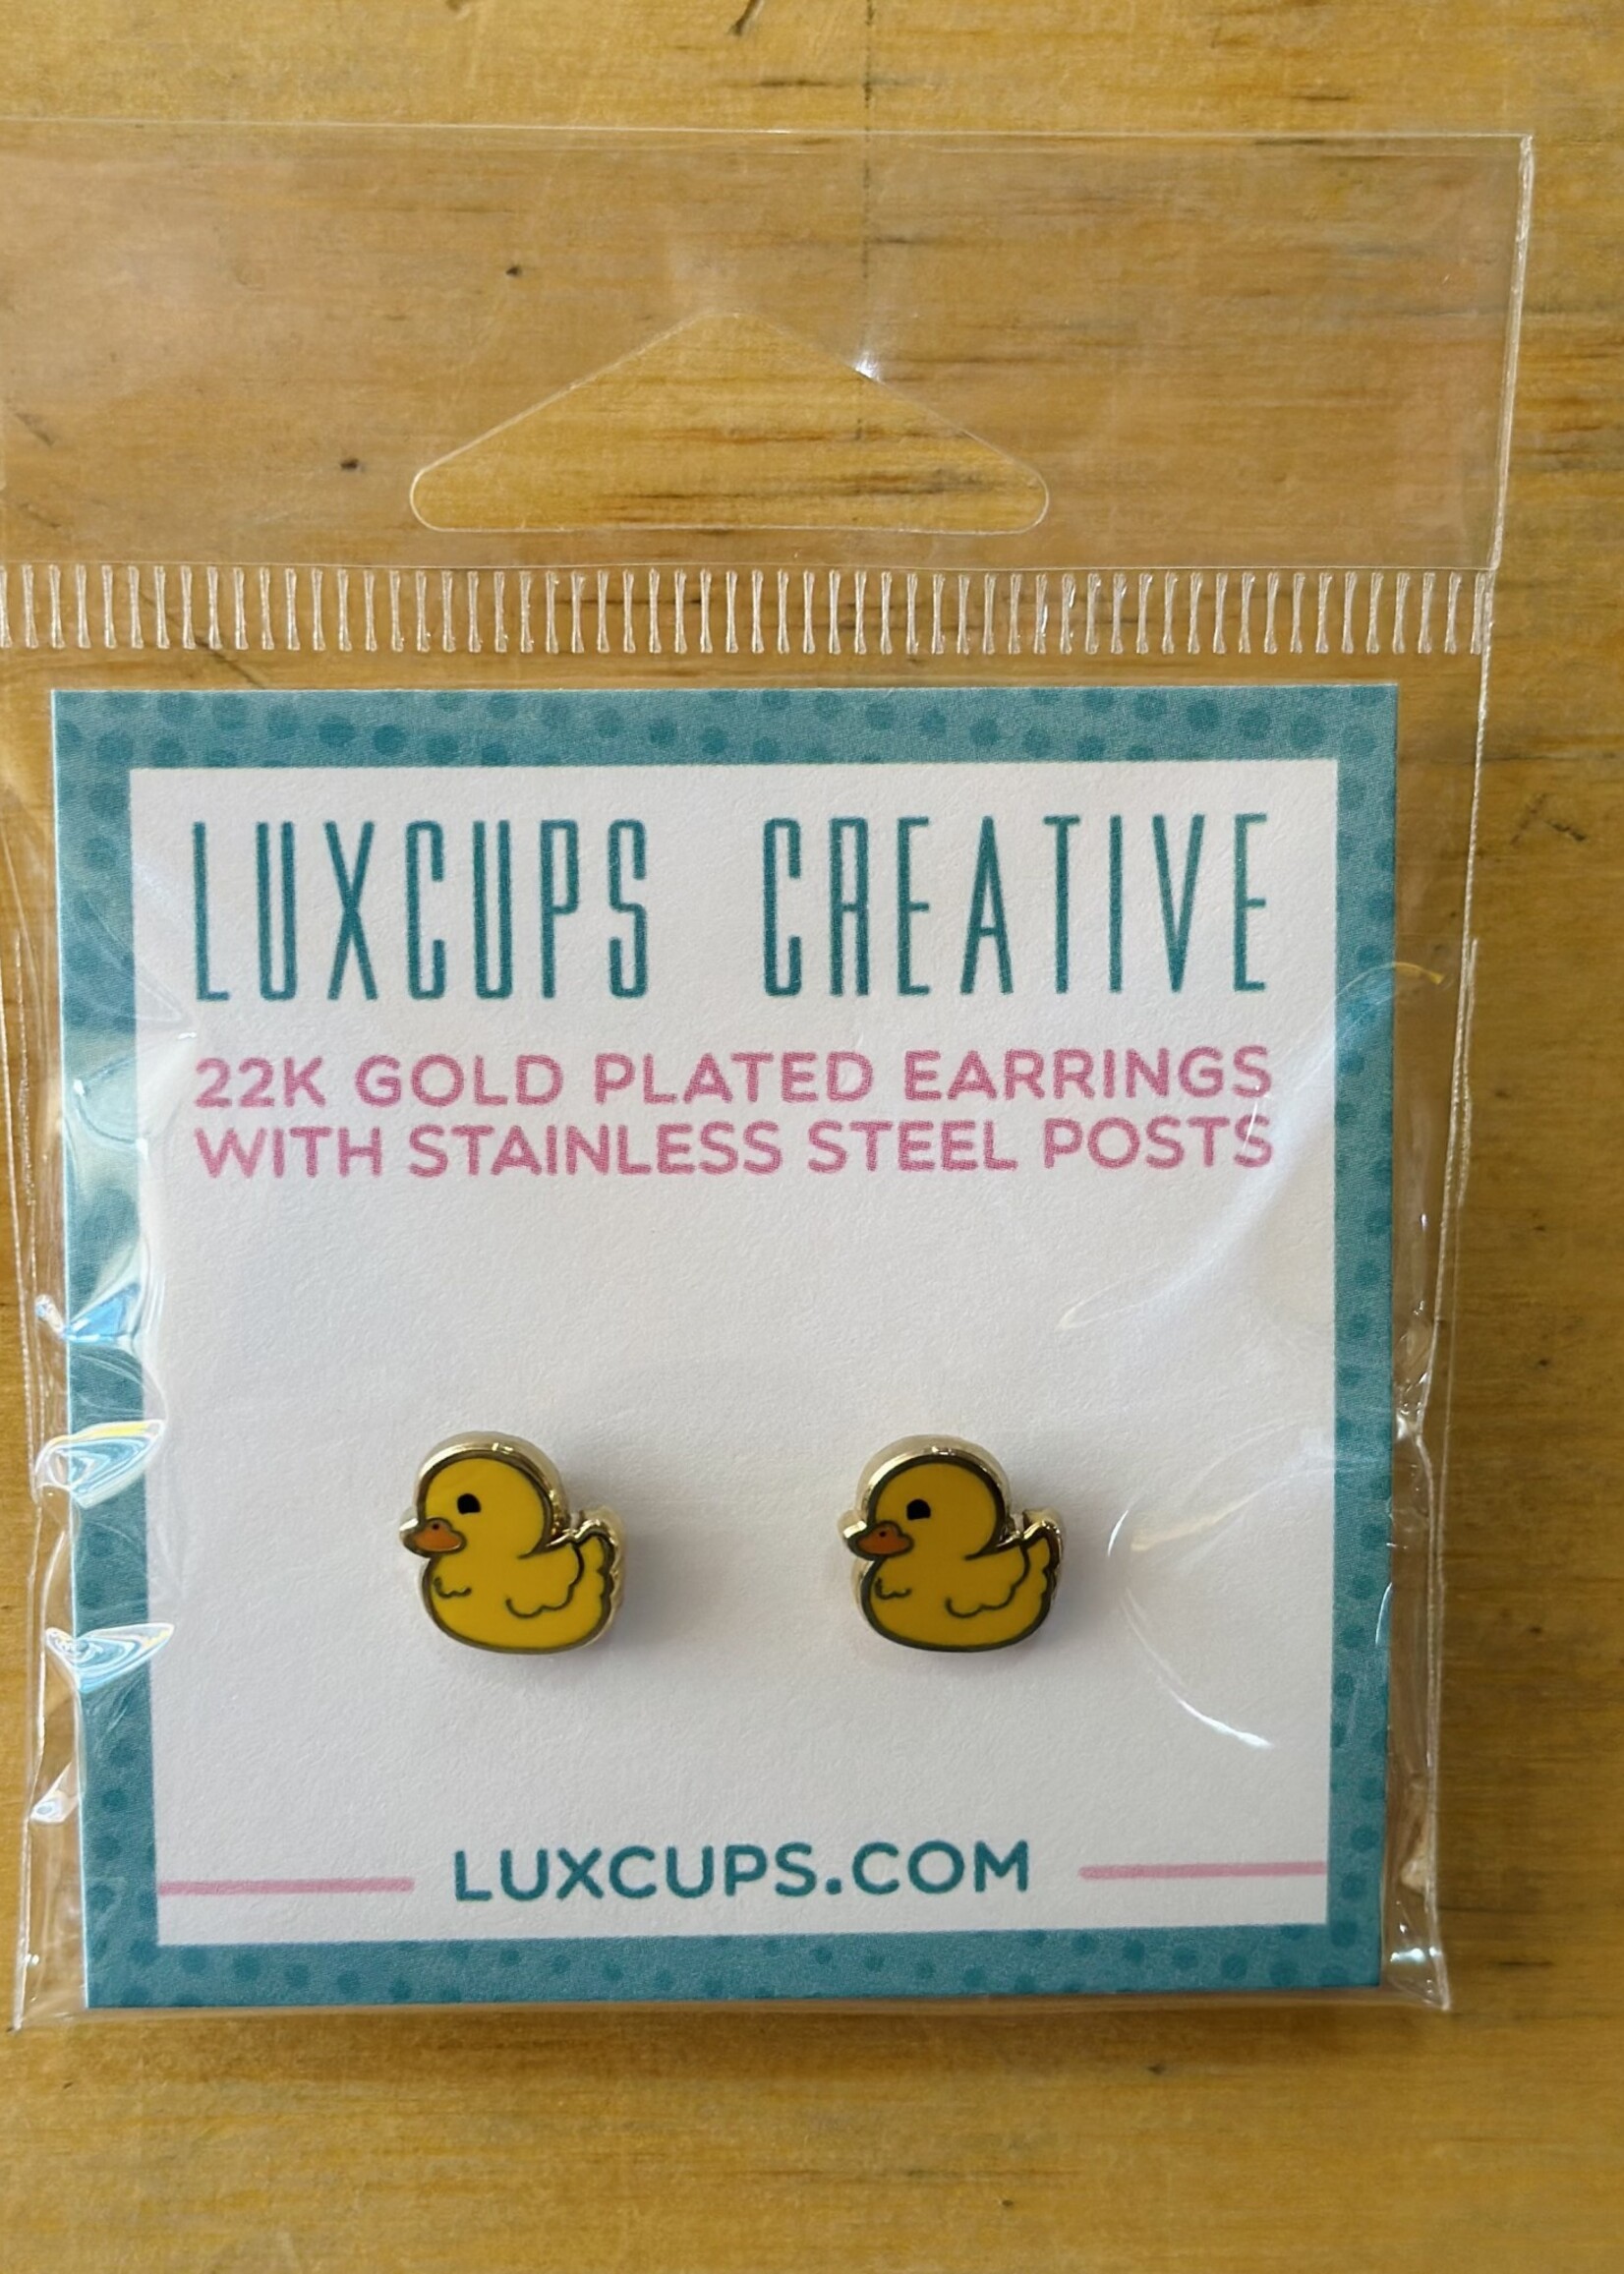 LUXCUPS CREATIVE
22K GOLD PLATED EARRINGS
WITH STAINLESS STEEL POSTS
LUXCUPS.COM